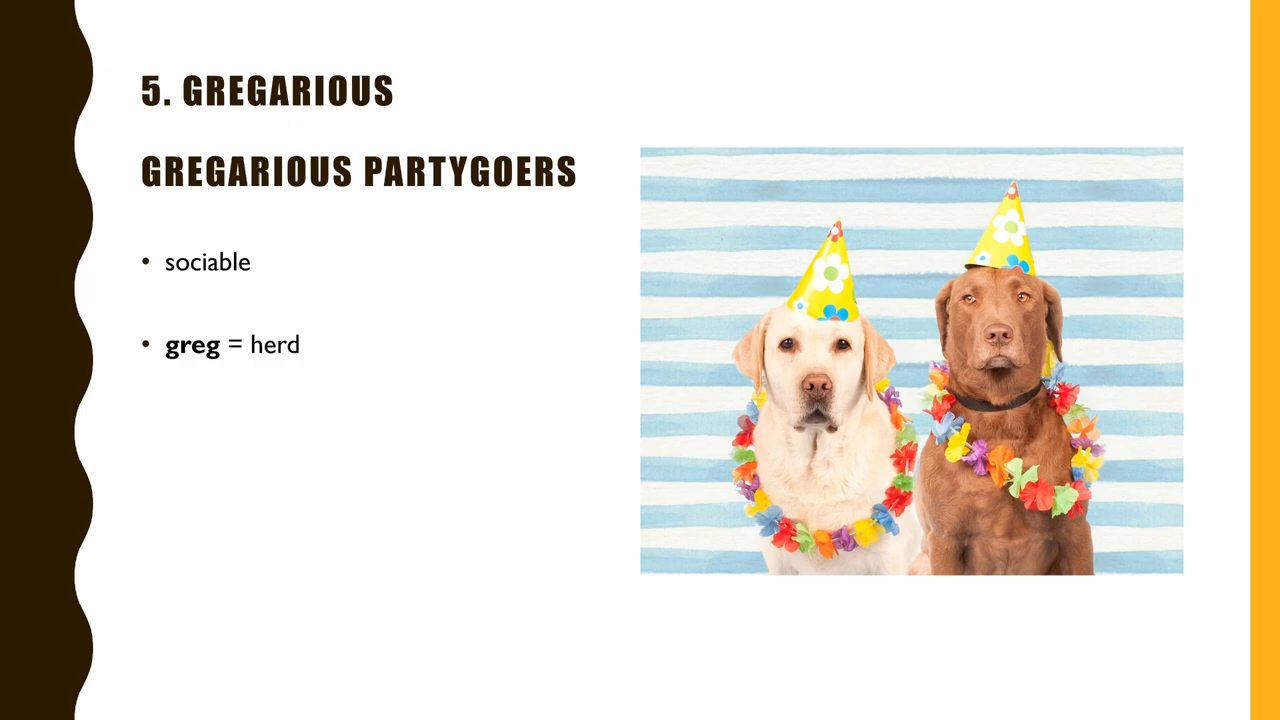 5. GREGARIOUS
GREGARIOUS PARTYGOERS
• sociable
• greg = herd